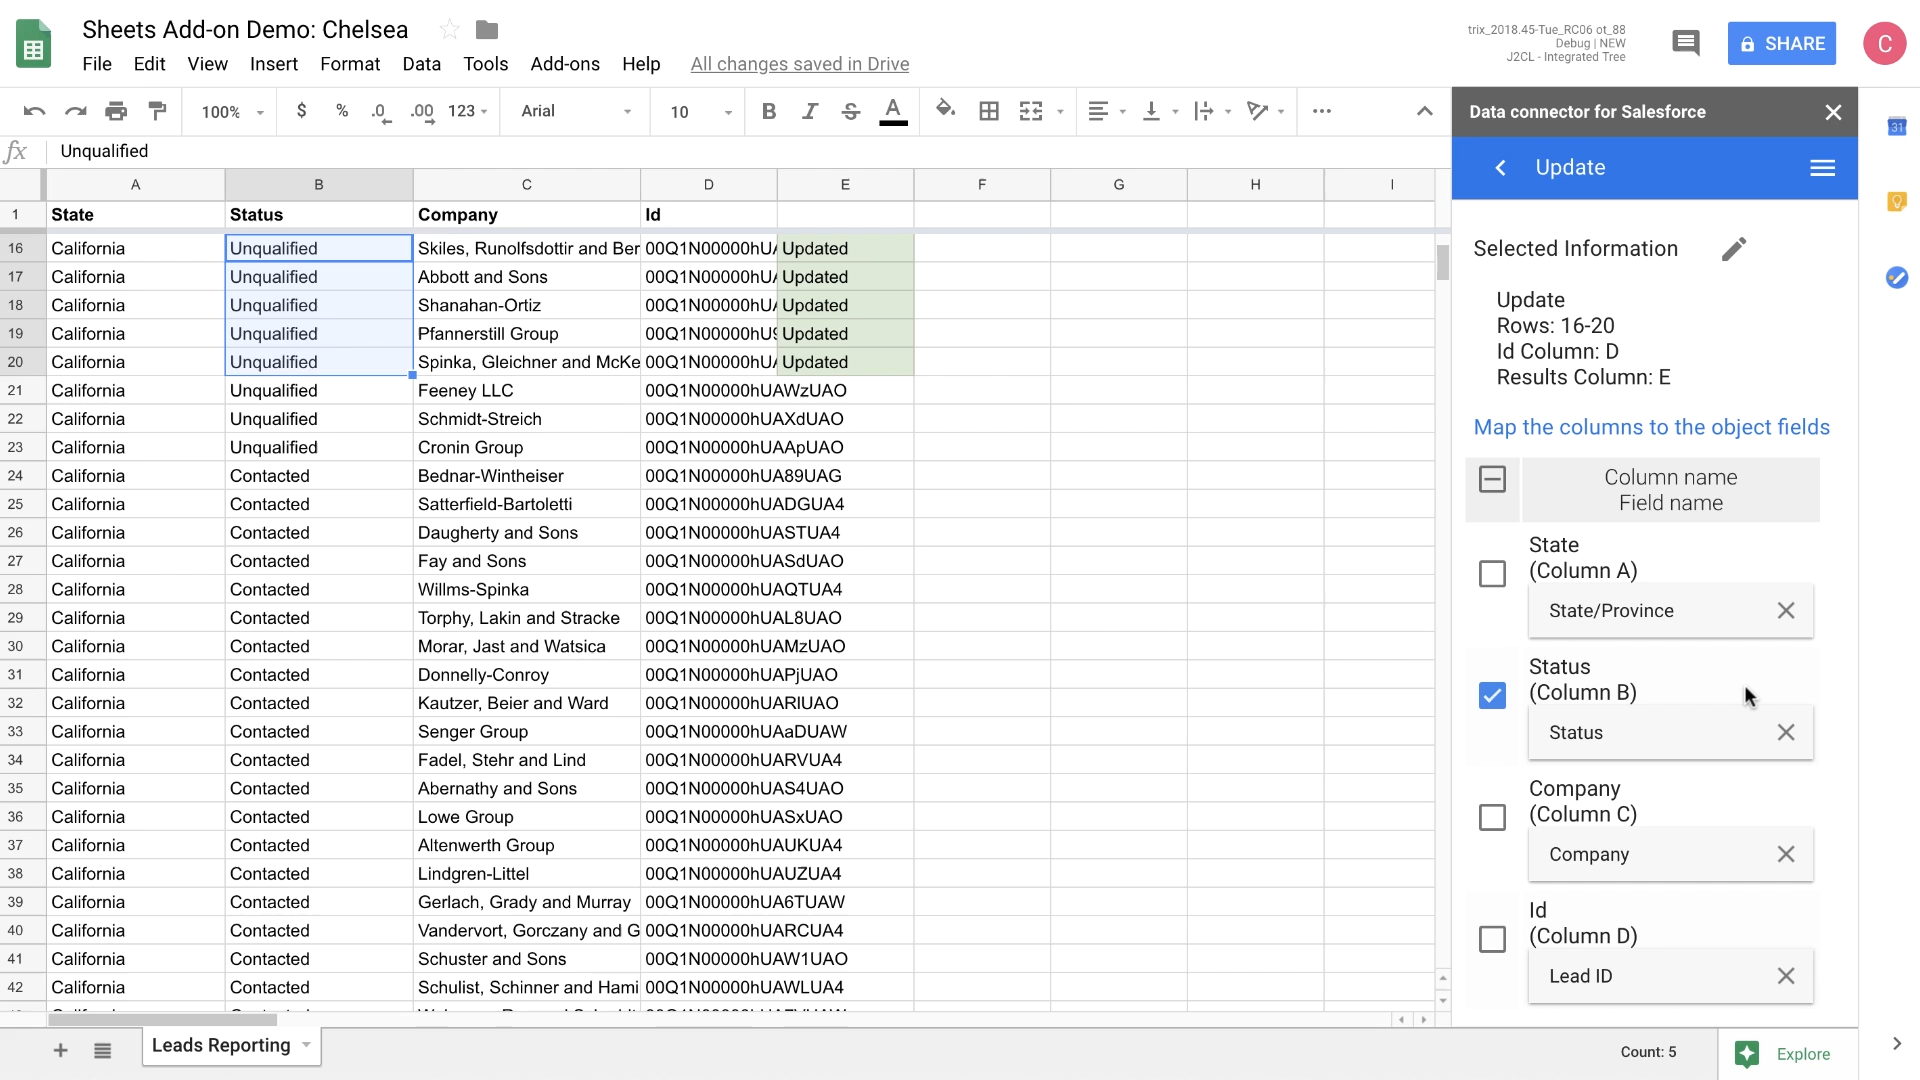 Sheets Add-on Demo: Chelsea
File Edit View Insert Format Data Tools Add-ons Help All changes saved in Drive
trix_2018.45-Tue_RC06 ot_88
Debug | NEW
J2CL - Integrated Tree
SHARE
C
100% $ % .0 .00 123 Arial 10 B I S A
Data connector for Salesforce
31
fx Unqualified
Update
A B C D E F G H I
1 State Status Company Id
16 California Unqualified Skiles, Runolfsdottir and Ber 00Q1N00000hUA Updated
17 California Unqualified Abbott and Sons 00Q1N00000hUA Updated
18 California Unqualified Shanahan-Ortiz 00Q1N00000hUA Updated
19 California Unqualified Pfannerstill Group 00Q1N00000hUS Updated
20 California Unqualified Spinka, Gleichner and McKe 00Q1N00000hUA Updated
21 California Unqualified Feeney LLC 00Q1N00000hUAWzUAO
22 California Unqualified Schmidt-Streich 00Q1N00000hUAXdUAO
23 California Unqualified Cronin Group 00Q1N00000hUAApUAO
24 California Contacted Bednar-Wintheiser 00Q1N00000hUA89UAG
25 California Contacted Satterfield-Bartoletti 00Q1N00000hUADGUA4
26 California Contacted Daugherty and Sons 00Q1N00000hUASTUA4
27 California Contacted Fay and Sons 00Q1N00000hUASdUAO
28 California Contacted Willms-Spinka 00Q1N00000hUAQTUA4
29 California Contacted Torphy, Lakin and Stracke 00Q1N00000hUAL8UAO
30 California Contacted Morar, Jast and Watsica 00Q1N00000hUAMzUAO
31 California Contacted Donnelly-Conroy 00Q1N00000hUAPjUAO
32 California Contacted Kautzer, Beier and Ward 00Q1N00000hUARlUAO
33 California Contacted Senger Group 00Q1N00000hUAaDUAW
34 California Contacted Fadel, Stehr and Lind 00Q1N00000hUARVUA4
35 California Contacted Abernathy and Sons 00Q1N00000hUAS4UAO
36 California Contacted Lowe Group 00Q1N00000hUASxUAO
37 California Contacted Altenwerth Group 00Q1N00000hUAUKUA4
38 California Contacted Lindgren-Littel 00Q1N00000hUAUZUA4
39 California Contacted Gerlach, Grady and Murray 00Q1N00000hUA6TUAW
40 California Contacted Vandervort, Gorczany and G 00Q1N00000hUARCUA4
41 California Contacted Schuster and Sons 00Q1N00000hUAW1UAO
42 California Contacted Schulist, Schinner and Hami 00Q1N00000hUAWLUA4
Selected Information
Update
Rows: 16-20
Id Column: D
Results Column: E
Map the columns to the object fields
Column name
Field name
State
(Column A)
State/Province
Status
(Column B)
Status
Company
(Column C)
Company
Id
(Column D)
Lead ID
Leads Reporting
Count: 5
Explore